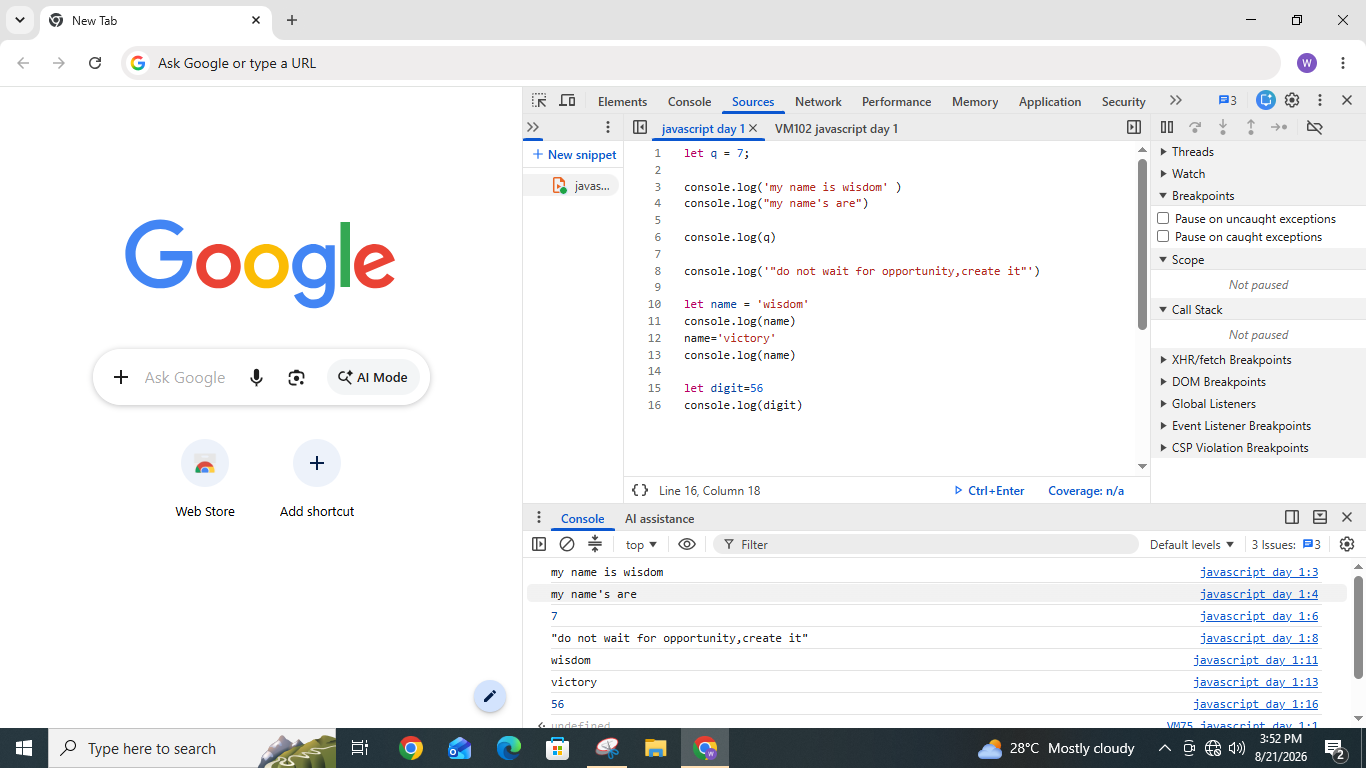 New Tab
Ask Google or type a URL
W
Elements Console Sources Network Performance Memory Application Security 3
javascript day 1 VM102 javascript day 1
New snippet
javas...
1 let q = 7;
2
3 console.log('my name is wisdom' )
4 console.log("my name's are")
5
6 console.log(q)
7
8 console.log('"do not wait for opportunity,create it"')
9
10 let name = 'wisdom'
11 console.log(name)
12 name='victory'
13 console.log(name)
14
15 let digit=56
16 console.log(digit)
{} Line 16, Column 18 Ctrl+Enter Coverage: n/a
Threads
Watch
Breakpoints
Pause on uncaught exceptions
Pause on caught exceptions
Scope
Not paused
Call Stack
Not paused
XHR/fetch Breakpoints
DOM Breakpoints
Global Listeners
Event Listener Breakpoints
CSP Violation Breakpoints
Google
Ask Google AI Mode
Web Store Add shortcut
Console AI assistance
top Filter Default levels 3 Issues: 3
my name is wisdom javascript day 1:3
my name's are javascript day 1:4
7 javascript day 1:6
"do not wait for opportunity,create it" javascript day 1:8
wisdom javascript day 1:11
victory javascript day 1:13
56 javascript day 1:16
undefined VM75 javascript day 1:1
Type here to search
28°C Mostly cloudy
3:52 PM
8/21/2026
2